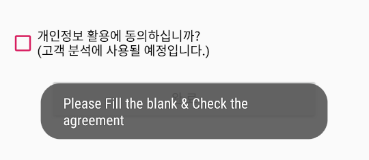 개인정보 활용에 동의하십니까?
(고객 분석에 사용될 예정입니다.)
Please Fill the blank & Check the
agreement